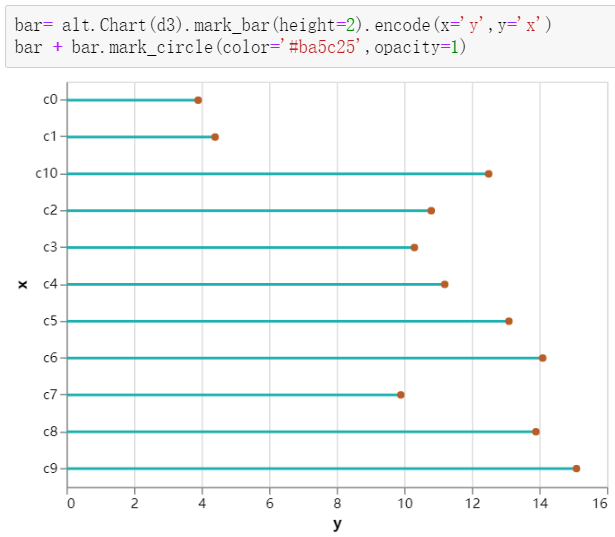 bar= alt.Chart(d3).mark_bar(height=2).encode(x='y',y='x')
bar + bar.mark_circle(color='#ba5c25',opacity=1)
c0
c1
c10
c2
c3
x
c4
c5
c6
c7
c8
c9
0 2 4 6 8 10 12 14 16
y